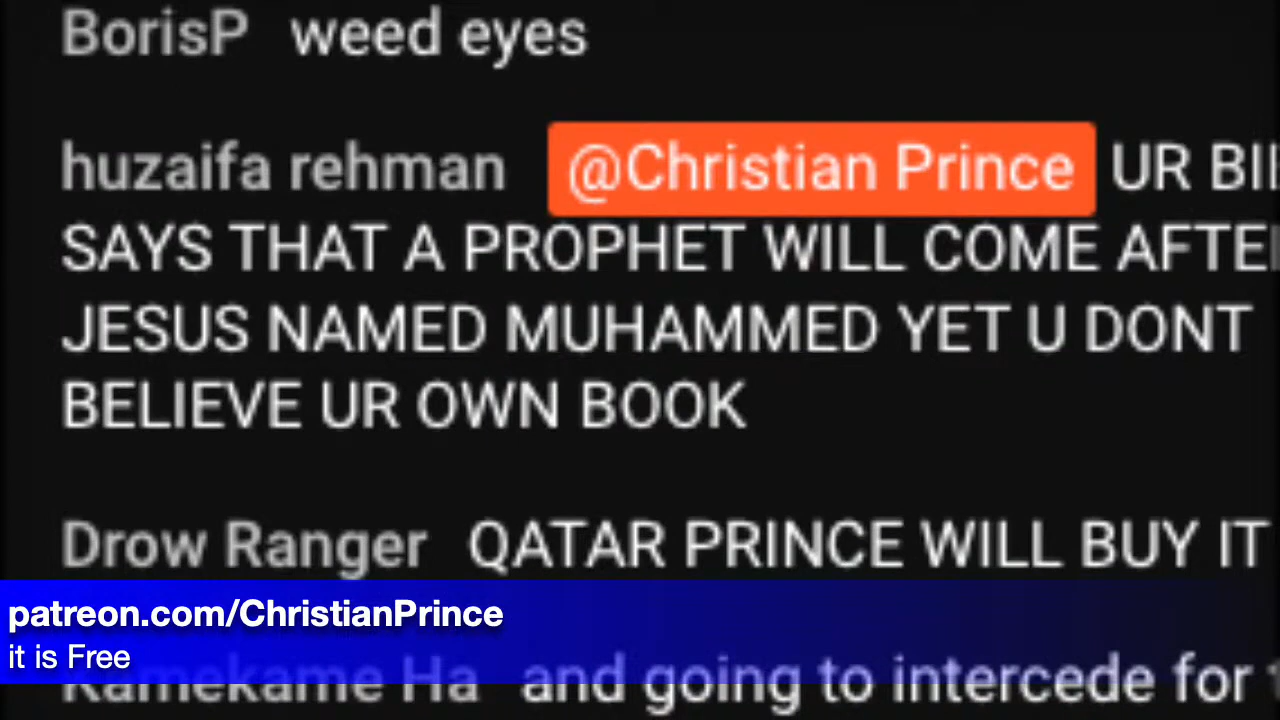 BorisP weed eyes
huzaifa rehman @Christian Prince UR
SAYS THAT A PROPHET WILL COME
JESUS NAMED MUHAMMED YET U DONT
BELIEVE UR OWN BOOK
Drow Ranger QATAR PRINCE WILL BUY IT
patreon.com/ChristianPrince
it is Free
Kamekame Ha and going to intercede for